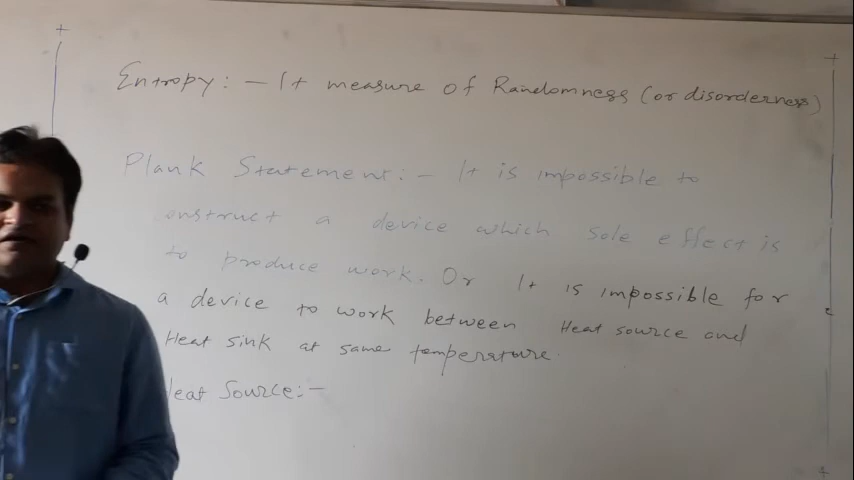 Entropy: - It measure of Randomness (or disorderness)
Plank Statement: - It is impossible to
onstruct a device which sole effect is
to produce work. Or It is impossible for
a device to work between Heat source and
Heat sink at same temperature.
Heat Source: -